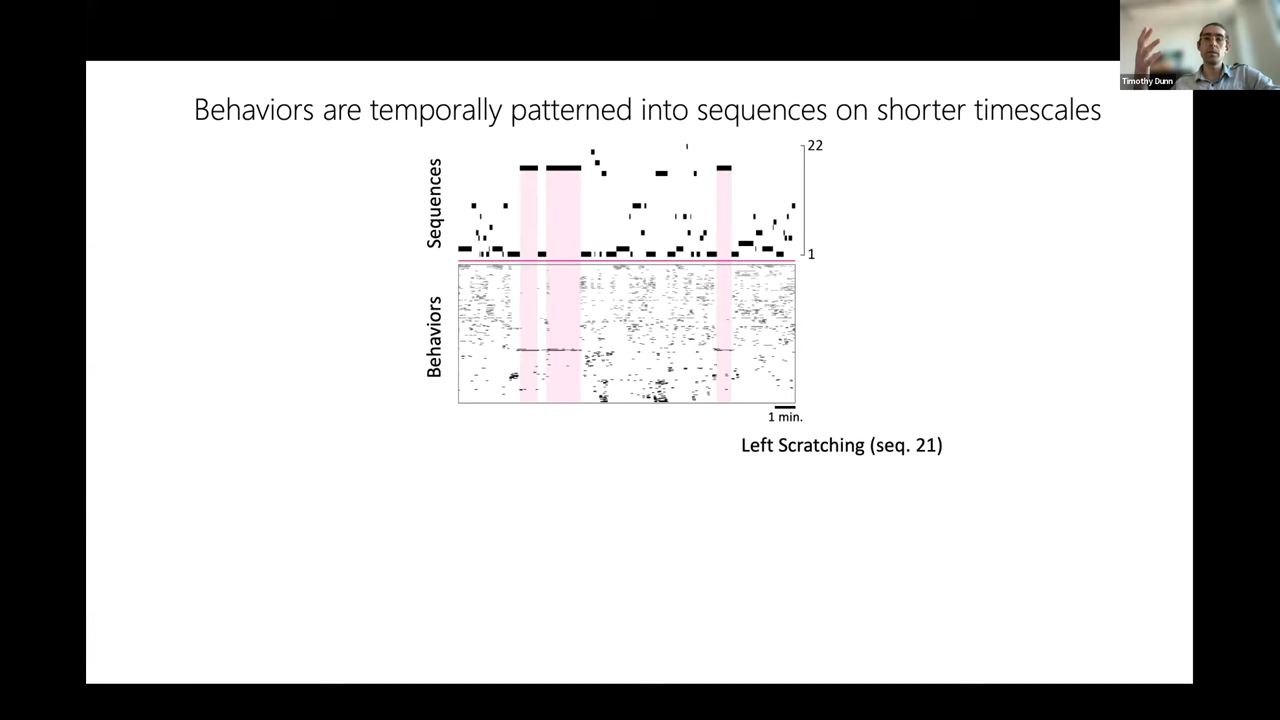 Timothy Dunn
Behaviors are temporally patterned into sequences on shorter timescales
Sequences
22
1
Behaviors
1 min.
Left Scratching (seq. 21)